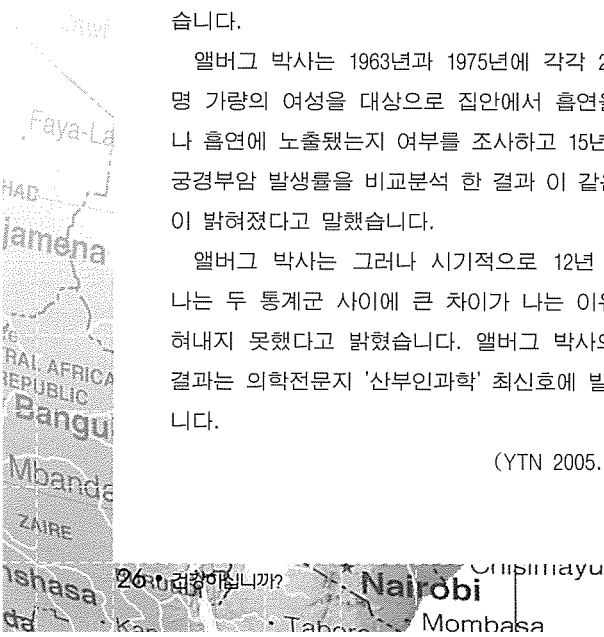 습니다.
앨버그 박사는 1963년과 1975년에 각각 2
명 가량의 여성을 대상으로 집안에서 흡연을
나 흡연에 노출됐는지 여부를 조사하고 15년
궁경부암 발생률을 비교분석 한 결과 이 같은
이 밝혀졌다고 말했습니다.
앨버그 박사는 그러나 시기적으로 12년
나는 두 통계군 사이에 큰 차이가 나는 이유
혀내지 못했다고 밝혔습니다. 앨버그 박사의
결과는 의학전문지 '산부인과학' 최신호에 발
니다.
(YTN 2005.
Faya-La
HAD
jamena
RAL AFRICA
REPUBLIC
Bangui
Mbanda
ZAIRE
nshasa
26 • 건강하십니까?
Nairobi
Chisimayu
Tabora
Mombasa